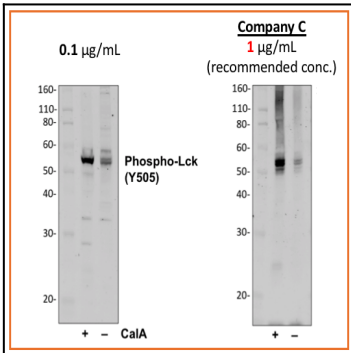 Company C
0.1 µg/mL
1 µg/mL
(recommended conc.)
160-
110-
80-
60-
50-
40-
30-
20-
Phospho-Lck
(Y505)
160-
110-
80-
60-
50-
40-
30-
20-
+ – CalA
+ –